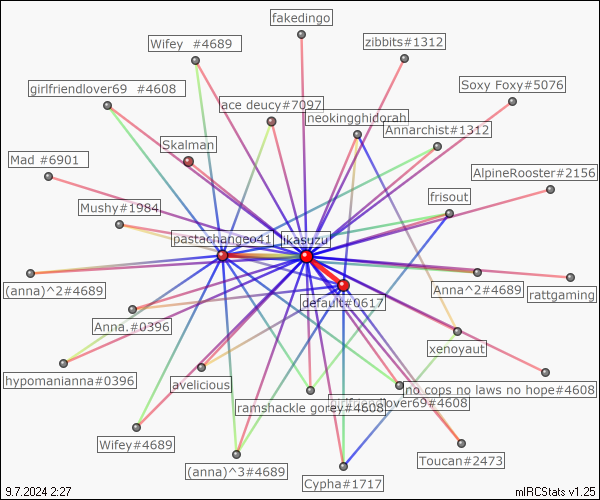 fakedingo
Wifey #4689
zibbits#1312
girlfriendlover69 #4608
Soxy Foxy#5076
ace deucy#7097
neokingghidorah
Annarchist#1312
Skalman
Mad #6901
AlpineRooster#2156
frisout
Mushy#1984
pastachangeo41
ikasuzu
(anna)^2#4689
Anna^2#4689
rattgaming
default#0617
Anna.#0396
xenoyaut
hypomanianna#0396
avelicious
no cops no laws no hope#4608
ramshackle gorey#4608
girlfriendlover69#4608
Wifey#4689
Toucan#2473
(anna)^3#4689
Cypha#1717
9.7.2024 2:27
mIRCStats v1.25